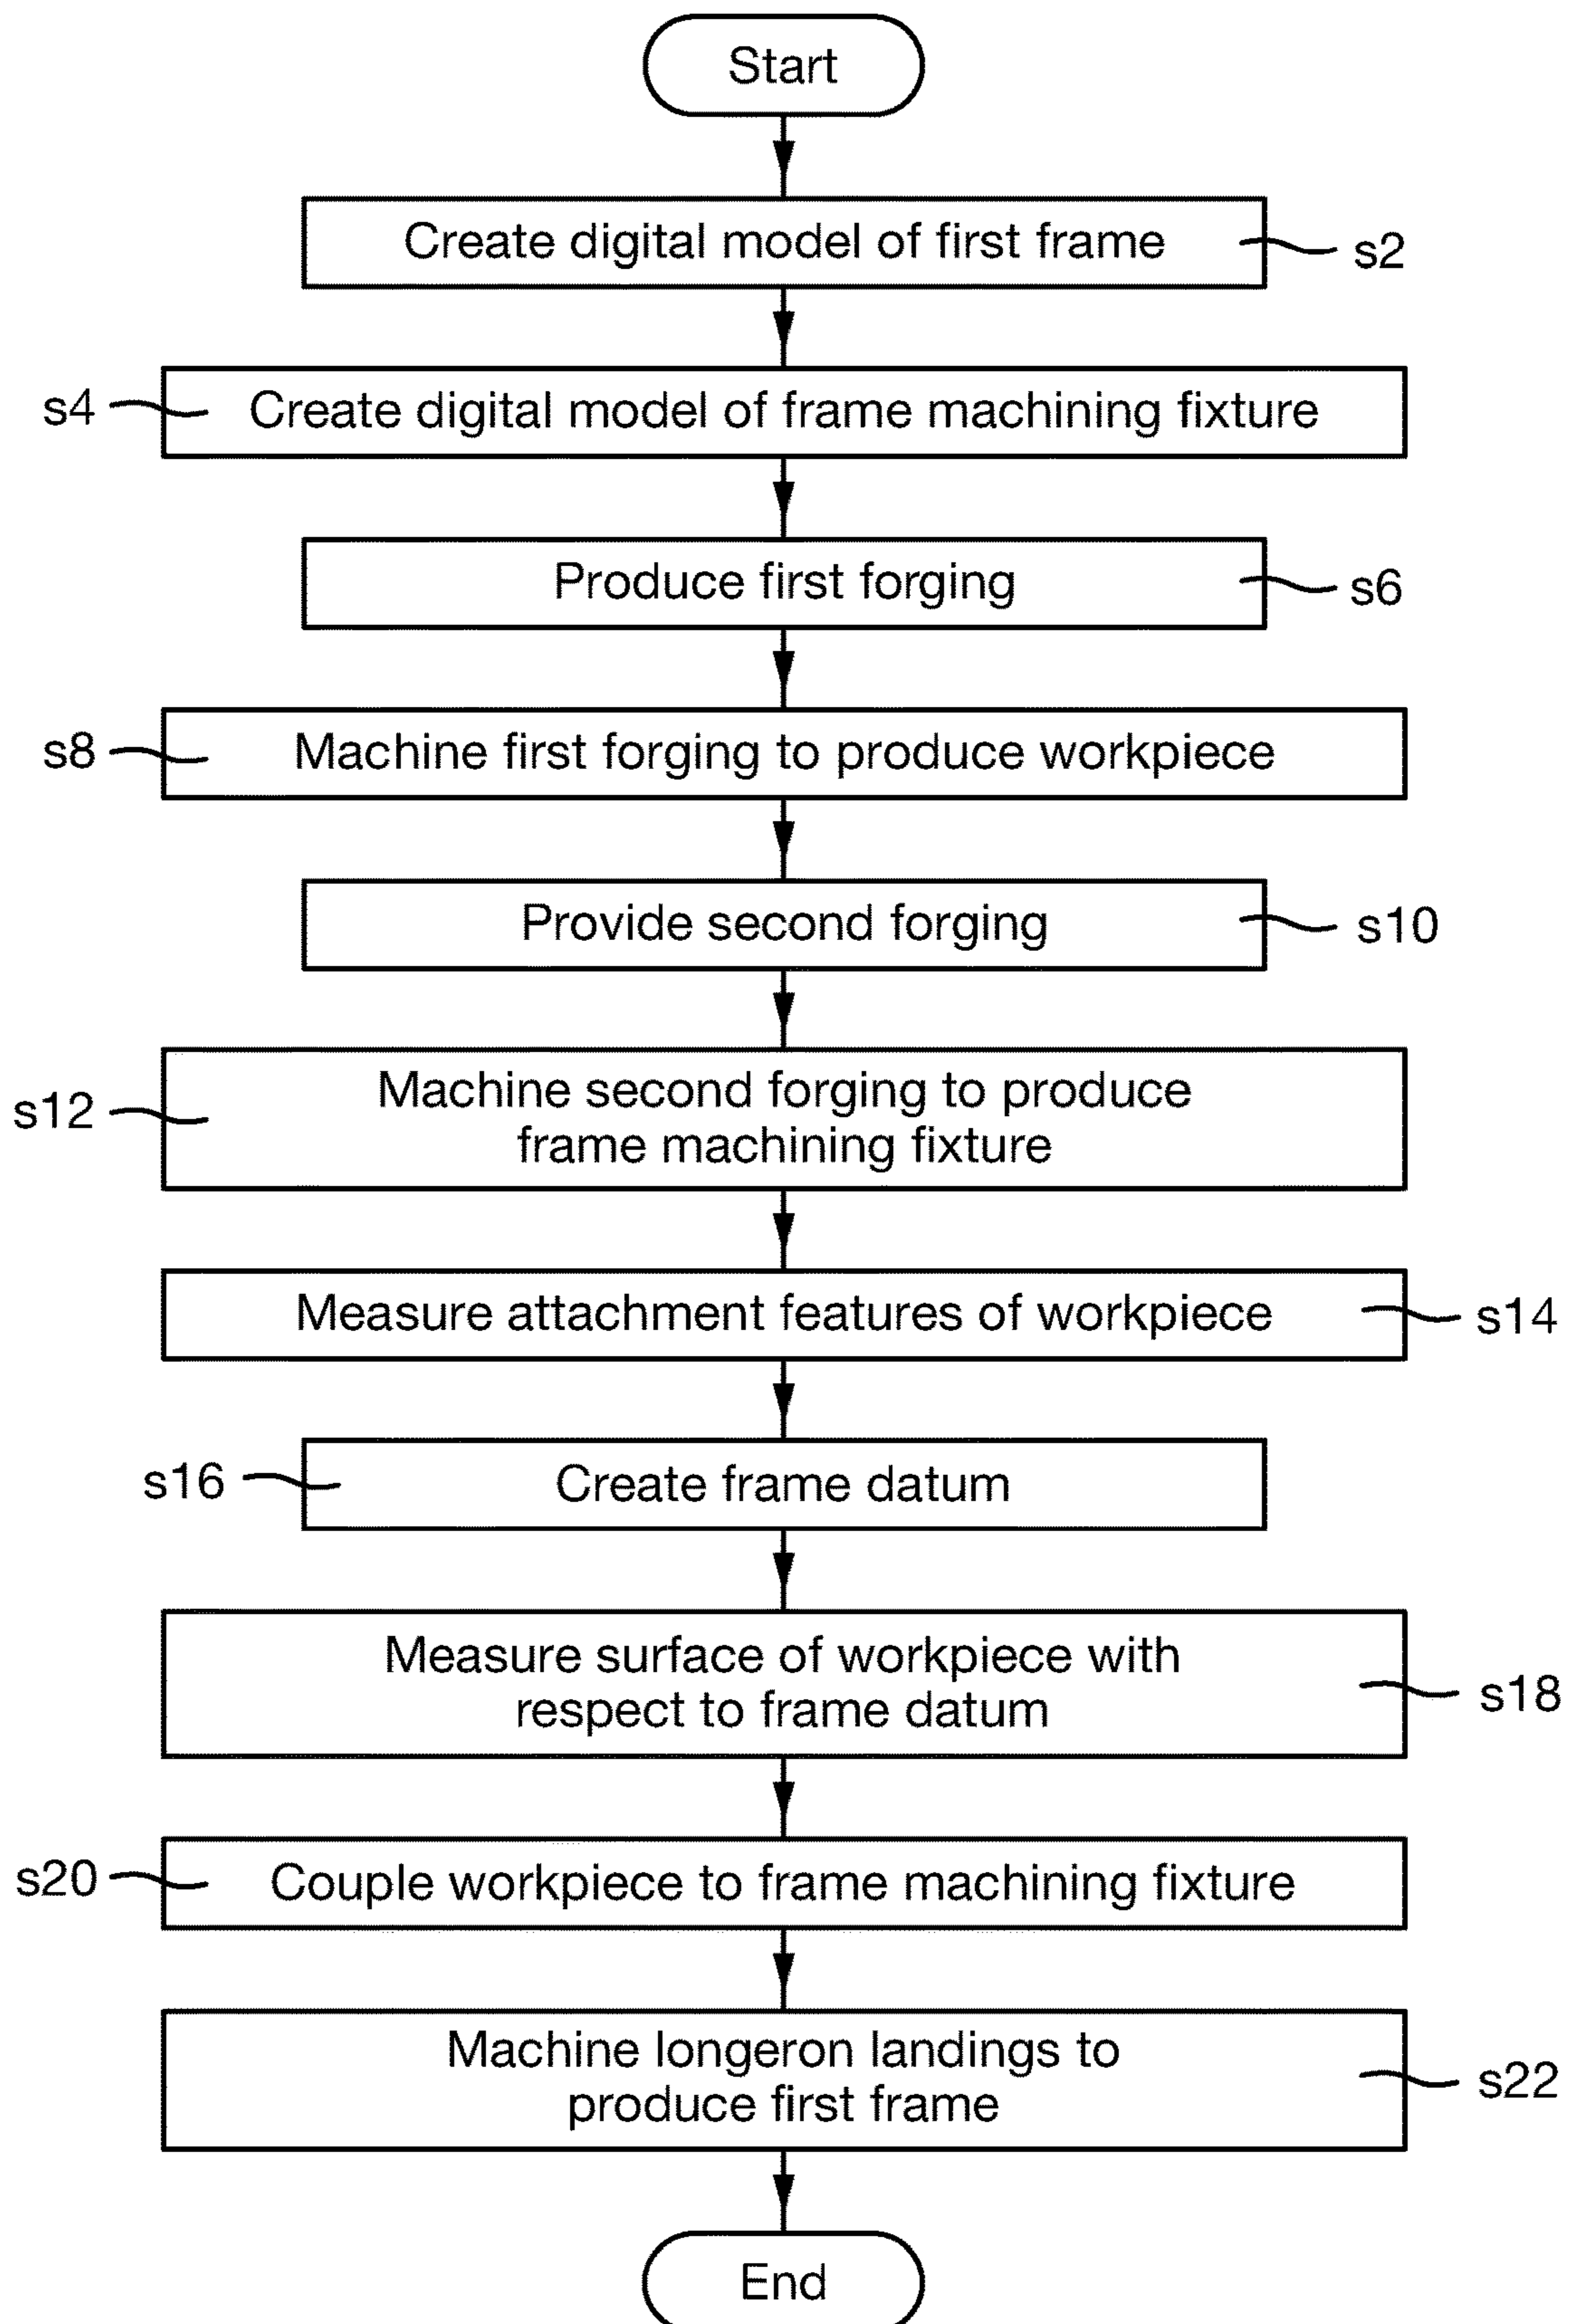 Start
Create digital model of first frame
s2
s4
Create digital model of frame machining fixture
Produce first forging
s6
s8
Machine first forging to produce workpiece
Provide second forging
s10
s12
Machine second forging to produce
frame machining fixture
Measure attachment features of workpiece
s14
s16
Create frame datum
Measure surface of workpiece with
respect to frame datum
s18
s20
Couple workpiece to frame machining fixture
Machine longeron landings to
produce first frame
s22
End